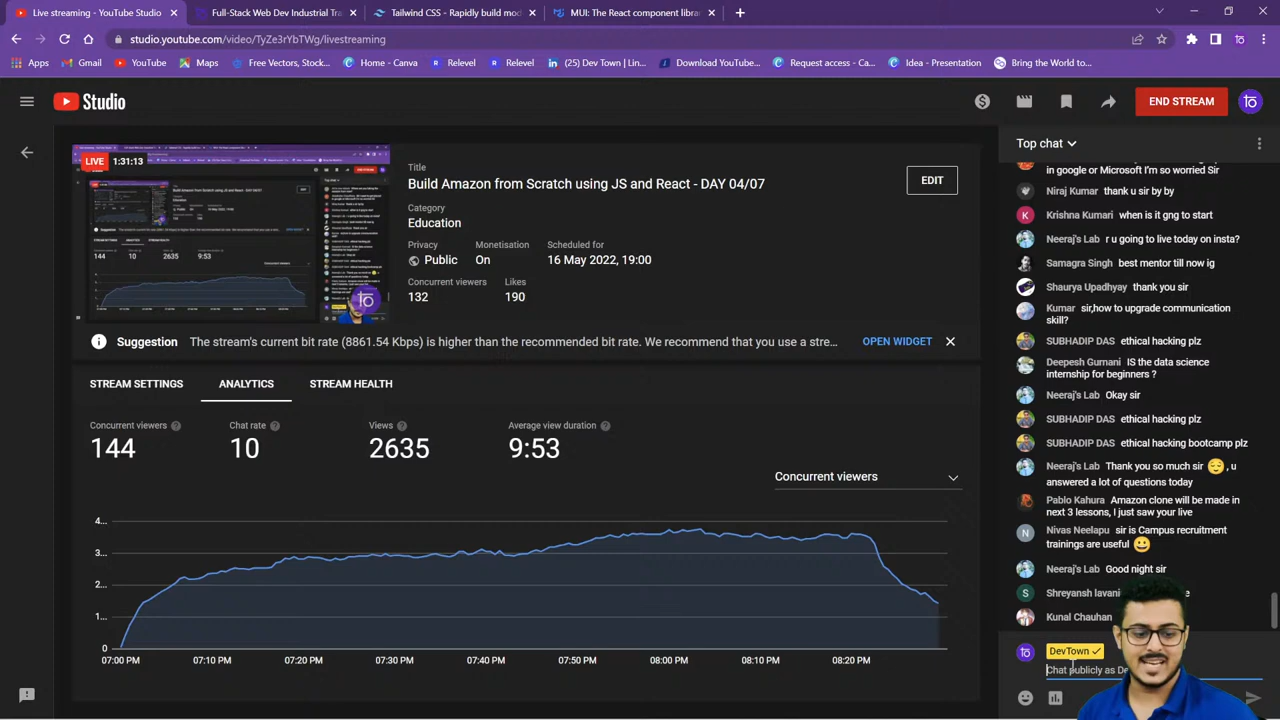 Live streaming - YouTube Studio
Full-Stack Web Dev Industrial Tra
Tailwind CSS - Rapidly build mod
MUI: The React component librar
studio.youtube.com/video/TyZe3rYbTWg/livestreaming
Apps
Gmail
YouTube
Maps
Free Vectors, Stock...
Home - Canva
Relevel
Relevel
(25) Dev Town | Lin...
Download YouTube...
Request access - Ca...
Idea - Presentation
Bring the World to...
Studio
END STREAM
LIVE 1:31:13
Title
Build Amazon from Scratch using JS and React - DAY 04/07
EDIT
Category
Education
Privacy
Monetisation
Scheduled for
Public
On
16 May 2022, 19:00
Concurrent viewers
Likes
132
190
Suggestion
The stream's current bit rate (8861.54 Kbps) is higher than the recommended bit rate. We recommend that you use a stre...
OPEN WIDGET
STREAM SETTINGS
ANALYTICS
STREAM HEALTH
Concurrent viewers
Chat rate
Views
Average view duration
144
10
2635
9:53
Concurrent viewers
4...
3...
2...
1...
0
07:00 PM
07:10 PM
07:20 PM
07:30 PM
07:40 PM
07:50 PM
08:00 PM
08:10 PM
08:20 PM
Top chat
in google or Microsoft I'm so worried Sir
Niraj Kumar thank u sir by by
Kumari when is it gng to start
Neeraj's Lab r u going to live today on insta?
Samagra Singh best mentor till now ig
Shaurya Upadhyay thank you sir
Kumar sir,how to upgrade communication
skill?
SUBHADIP DAS ethical hacking plz
Deepesh Gurnani IS the data science
internship for beginners ?
Neeraj's Lab Okay sir
SUBHADIP DAS ethical hacking plz
SUBHADIP DAS ethical hacking bootcamp plz
Neeraj's Lab Thank you so much sir 😌 , u
answered a lot of questions today
Pablo Kahura Amazon clone will be made in
next 3 lessons, I just saw your live
Nivas Neelapu sir is Campus recruitment
trainings are useful 😀
Neeraj's Lab Good night sir
Shreyansh lavani
Kunal Chauhan
DevTown
Chat publicly as De